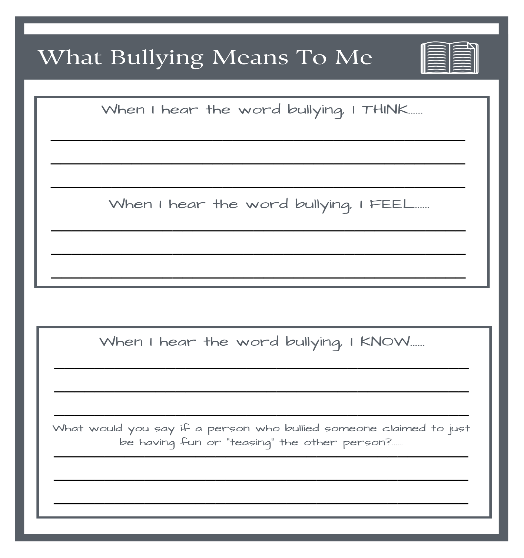 What Bullying Means To Me
When I hear the word bullying, I THINK......
When I hear the word bullying, I FEEL......
When I hear the word bullying, I KNOW......
What would you say if a person who bullied someone claimed to just
be having fun or "teasing" the other person?...